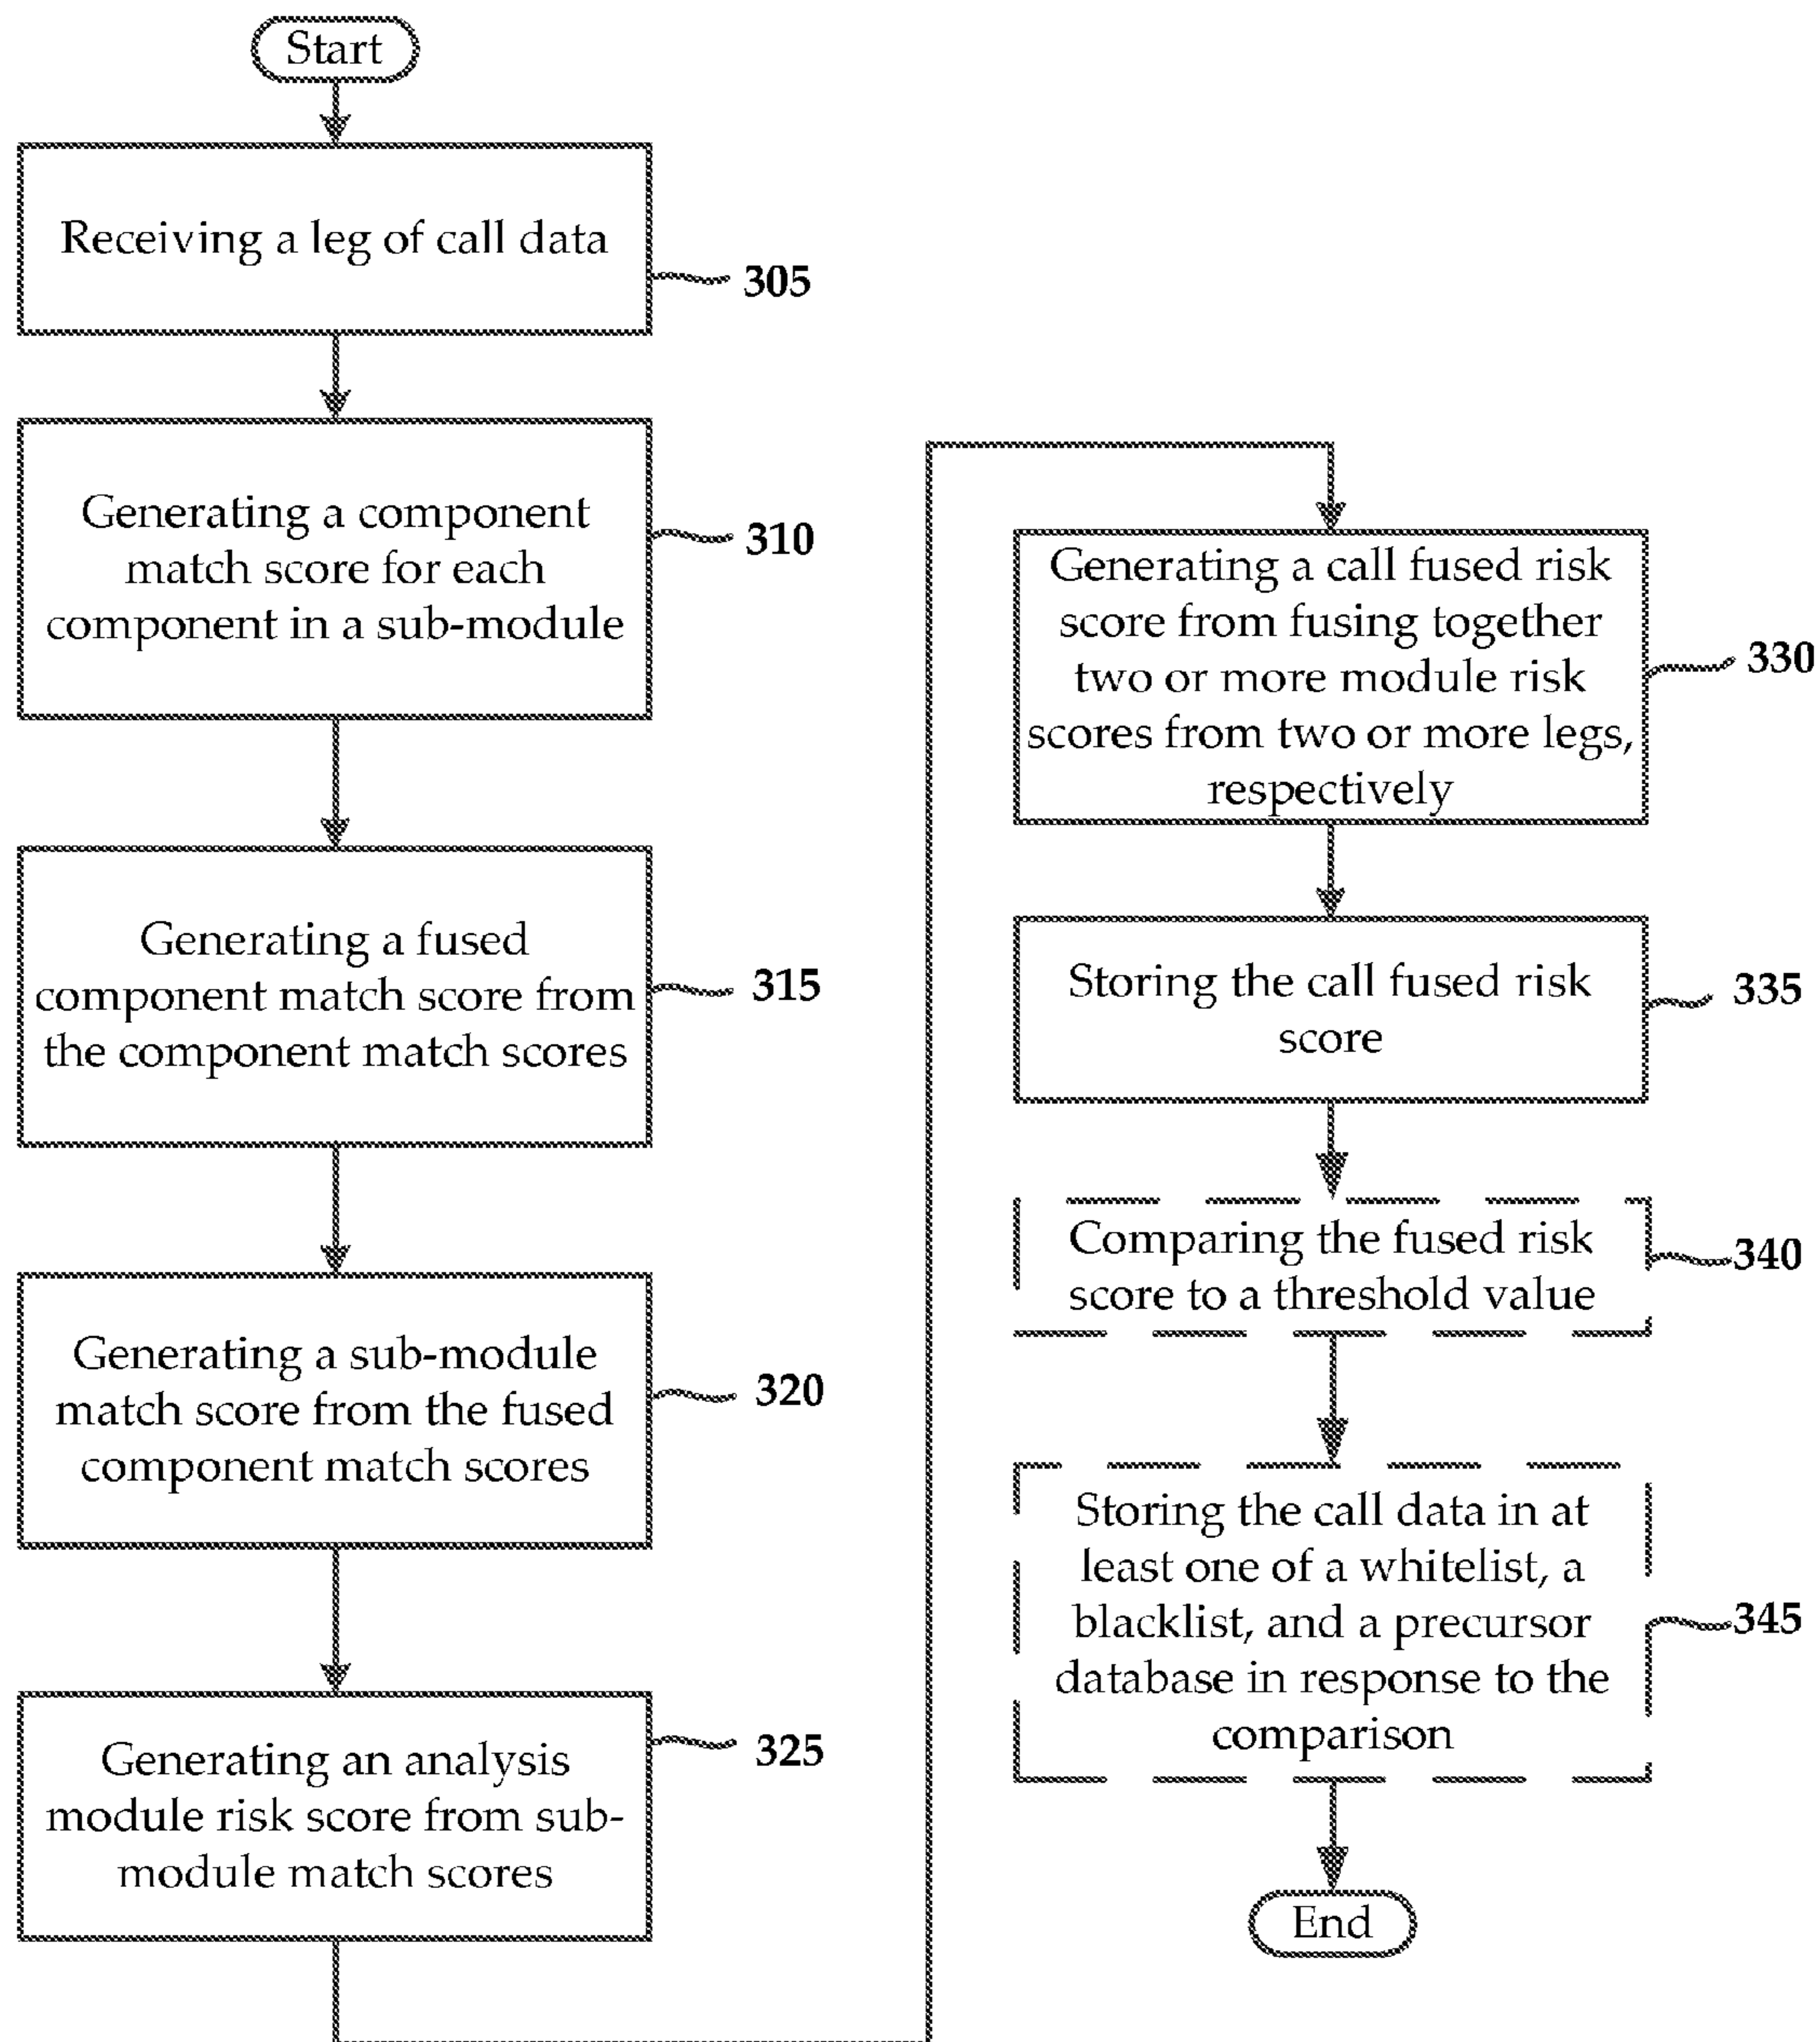 Start
Receiving a leg of call data
305
Generating a component
match score for each
component in a sub-module
310
Generating a fused
component match score from
the component match scores
315
Generating a sub-module
match score from the fused
component match scores
320
Generating an analysis
module risk score from sub-
module match scores
325
Generating a call fused risk
score from fusing together
two or more module risk
scores from two or more legs,
respectively
330
Storing the call fused risk
score
335
Comparing the fused risk
score to a threshold value
340
Storing the call data in at
least one of a whitelist, a
blacklist, and a precursor
database in response to the
comparison
345
End